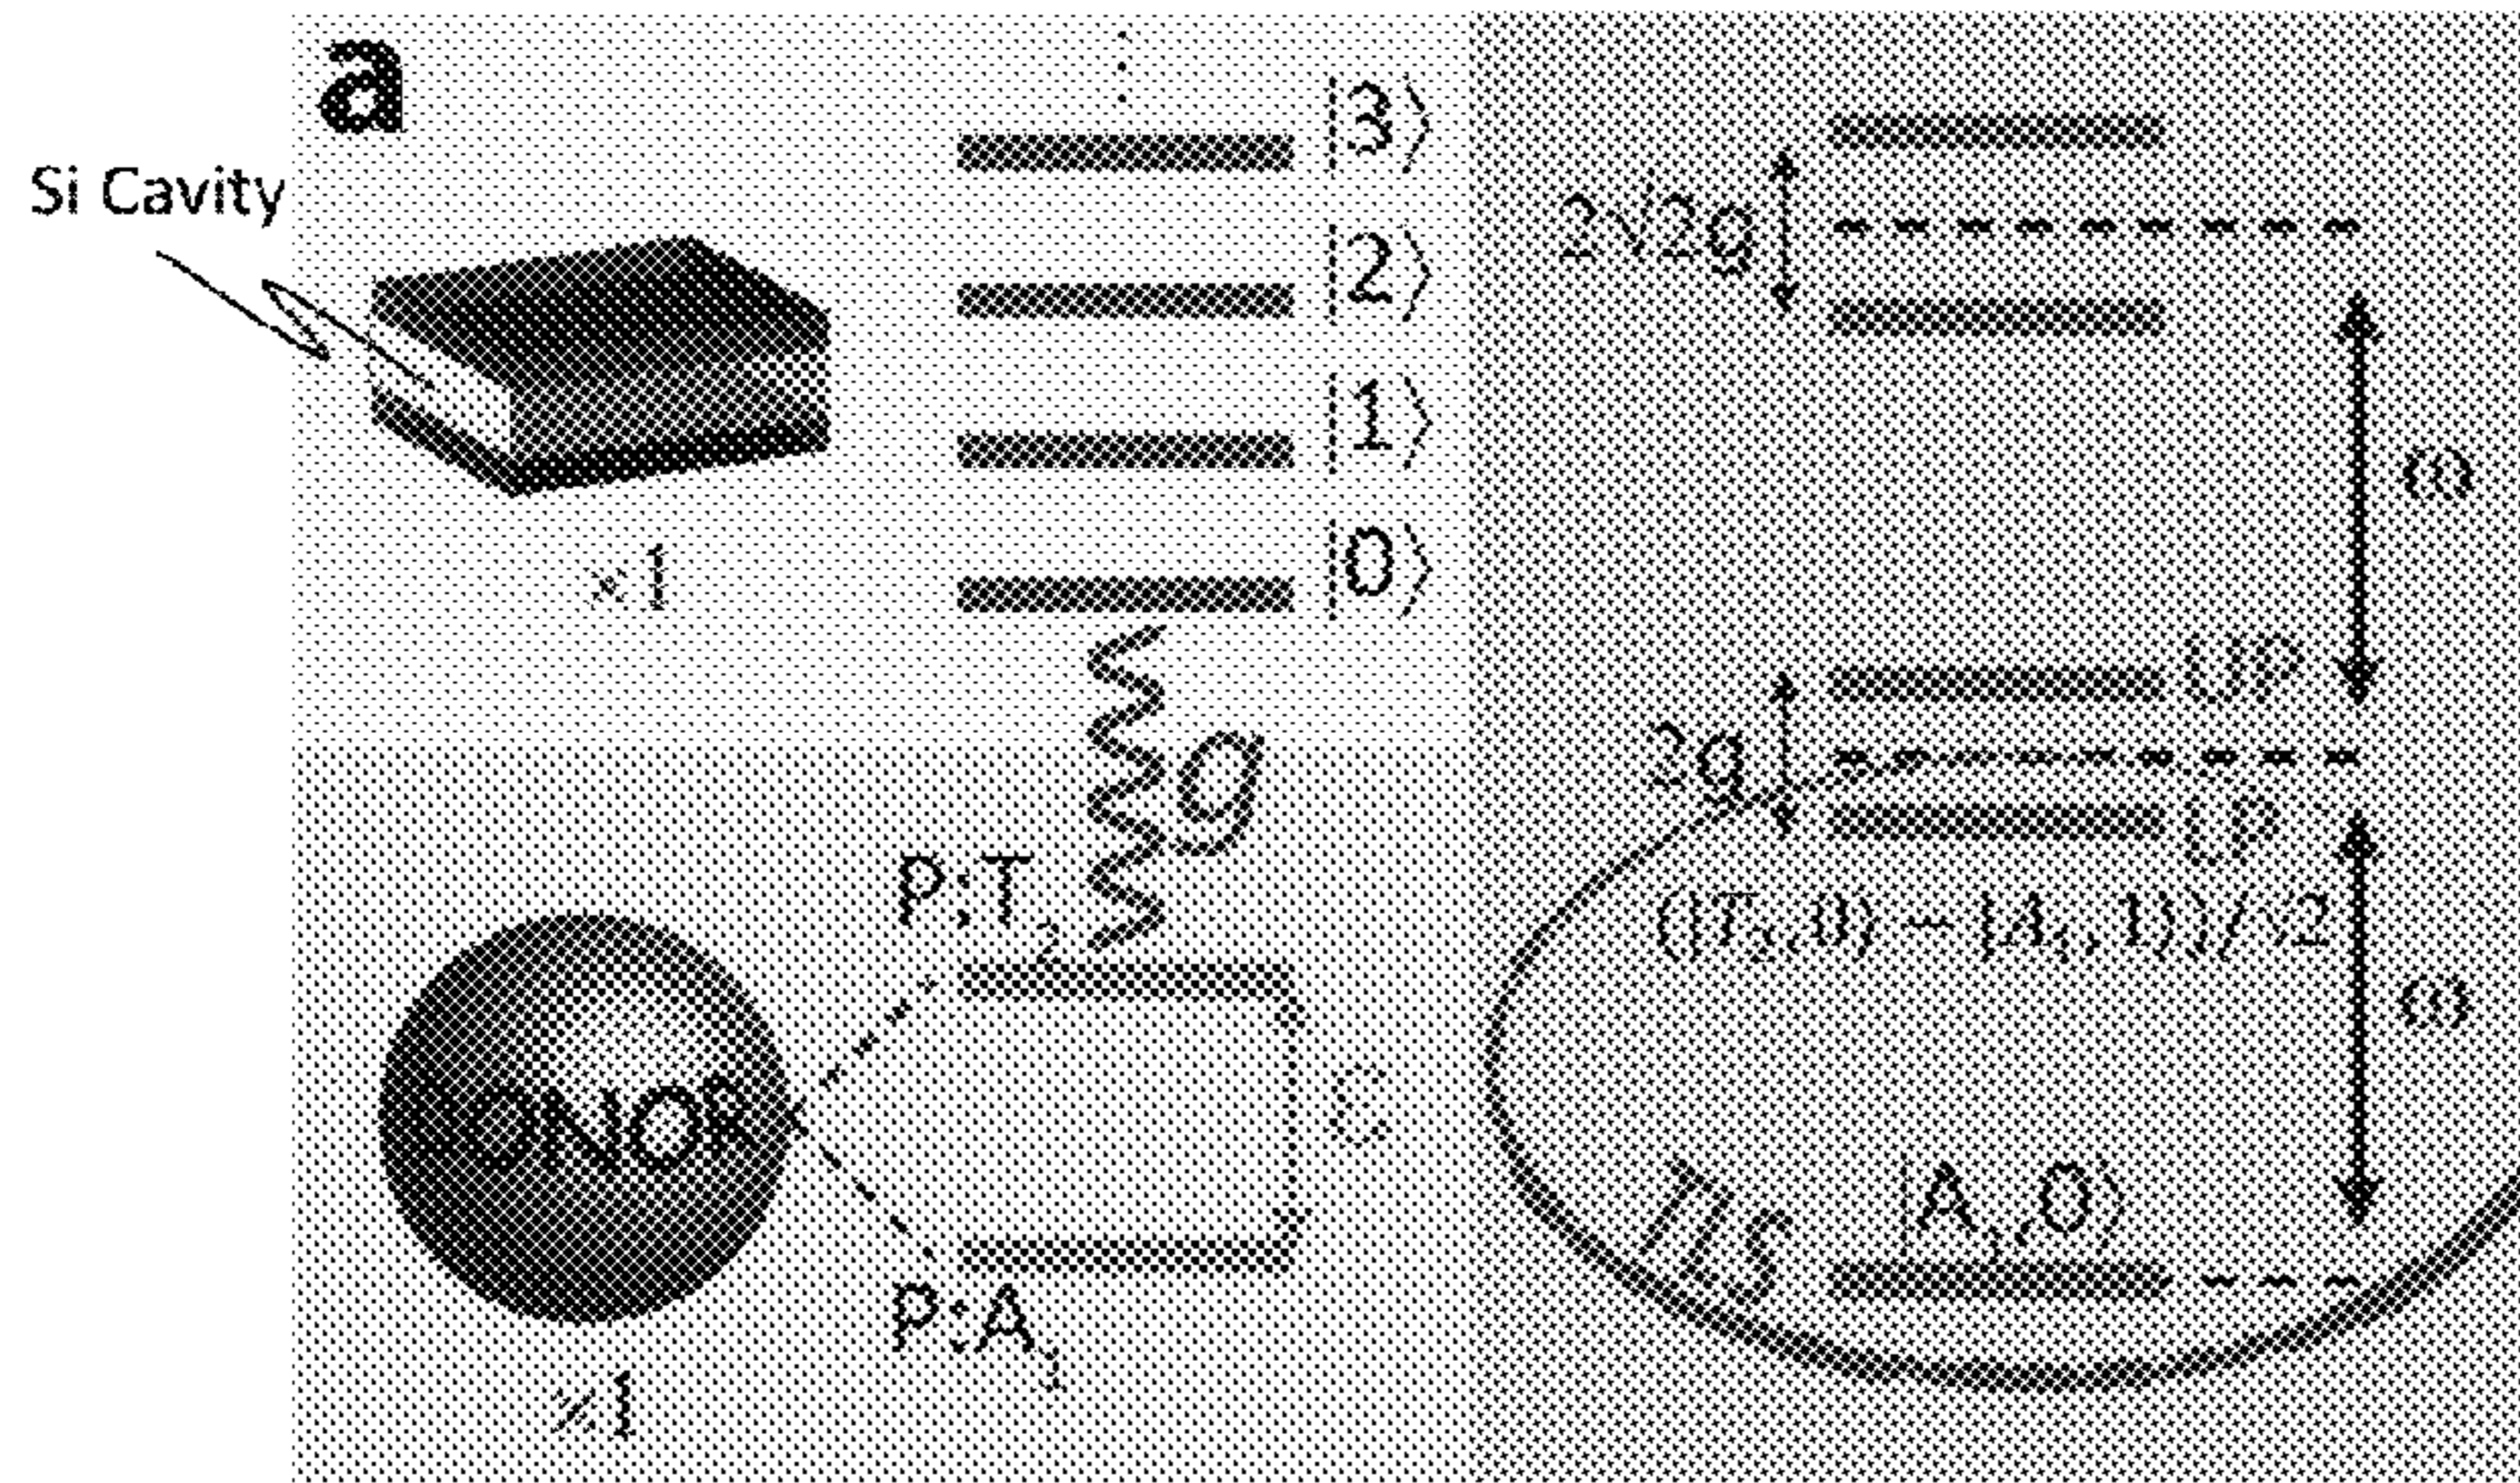 a
Si Cavity
|3⟩
|2⟩
|1⟩
|0⟩
×1
g
P:T₂
DONOR
ε
P:A₁
×1
2√2g
ω
UP
2g
LP
(|T₂,0⟩ − |A₁,1⟩)/√2
ω
TLS
|A₁,0⟩